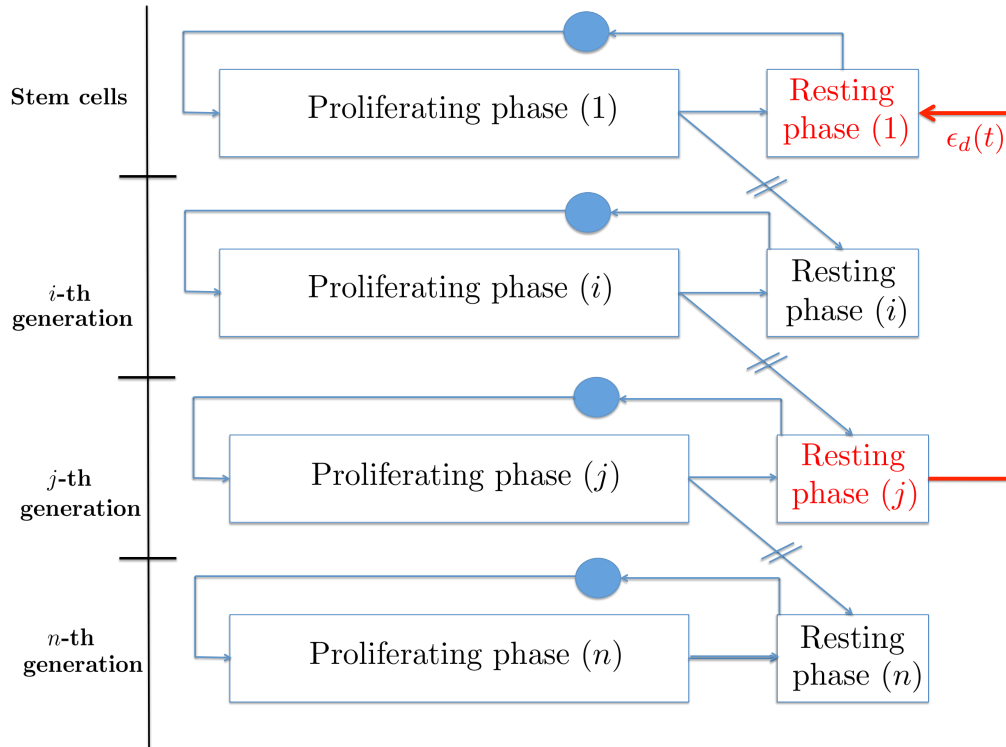 Stem cells
Proliferating phase (1)
Resting
phase (1)
ϵ_d(t)
i-th
generation
Proliferating phase (i)
Resting
phase (i)
j-th
generation
Proliferating phase (j)
Resting
phase (j)
n-th
generation
Proliferating phase (n)
Resting
phase (n)